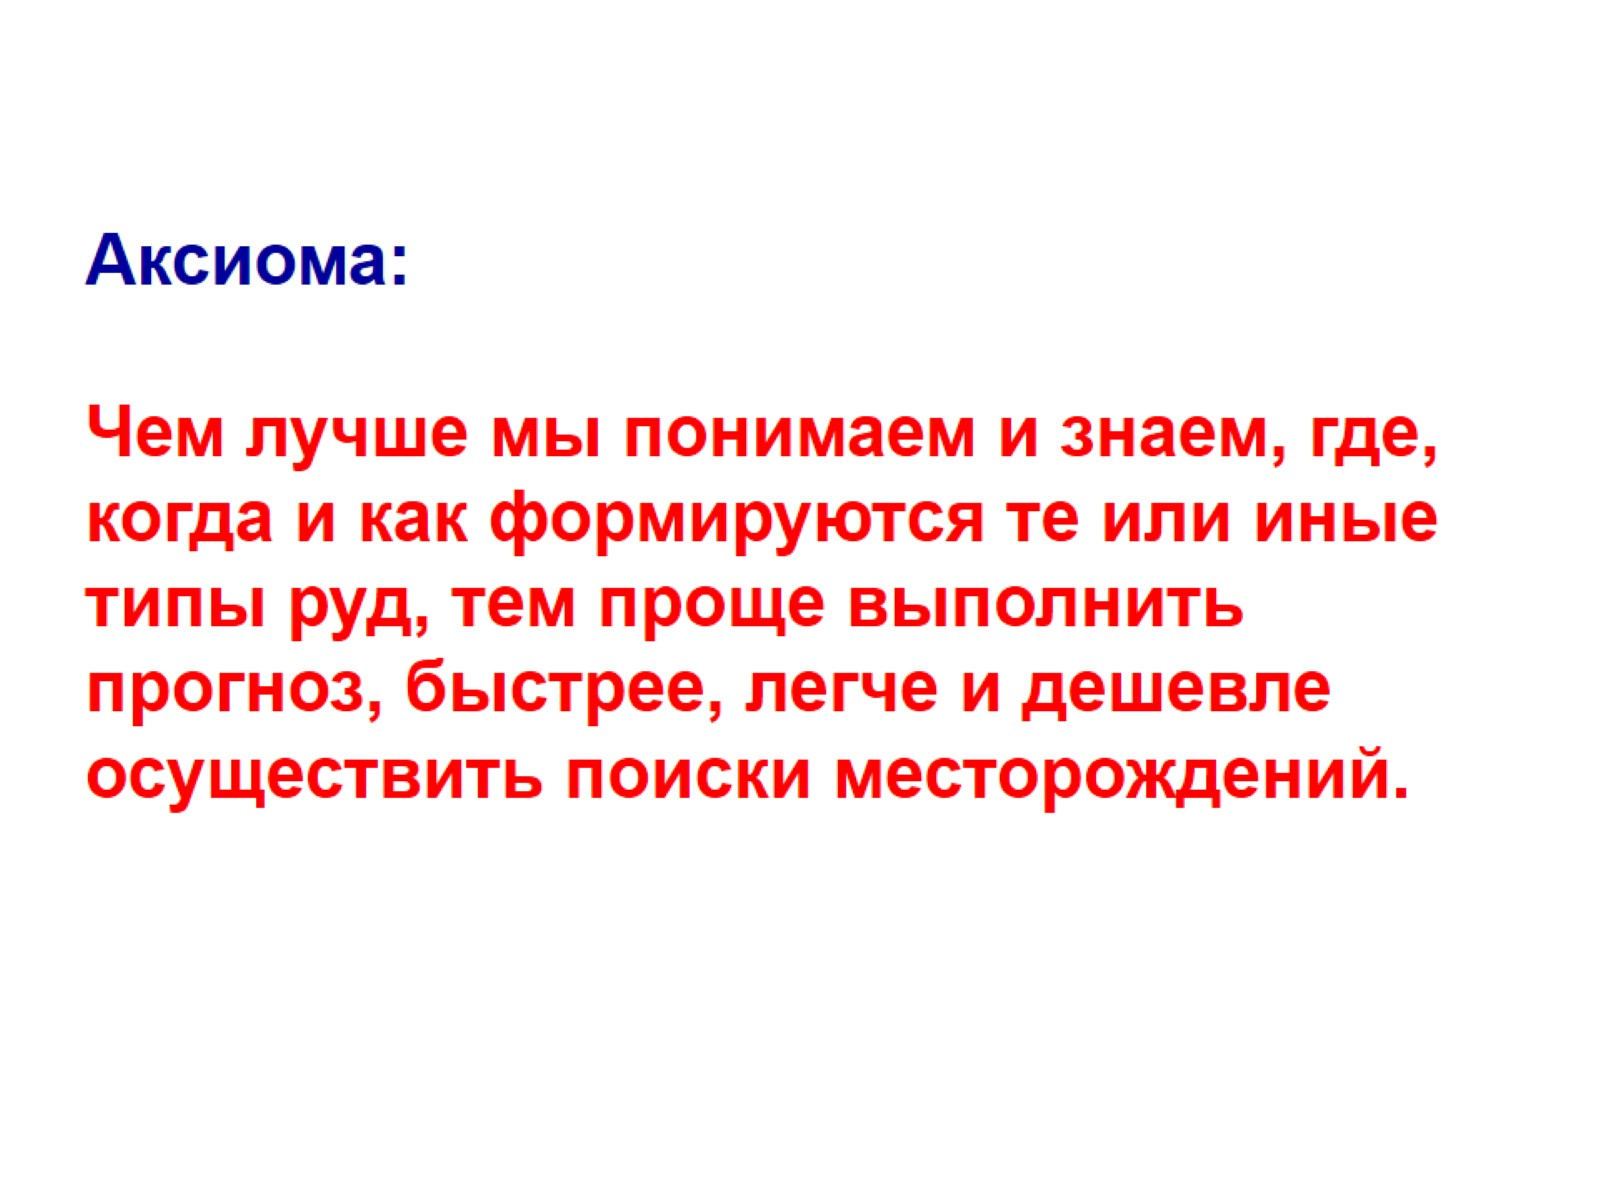 Аксиома:
Чем лучше мы понимаем и знаем, где,
когда и как формируются те или иные
типы руд, тем проще выполнить
прогноз, быстрее, легче и дешевле
осуществить поиски месторождений.